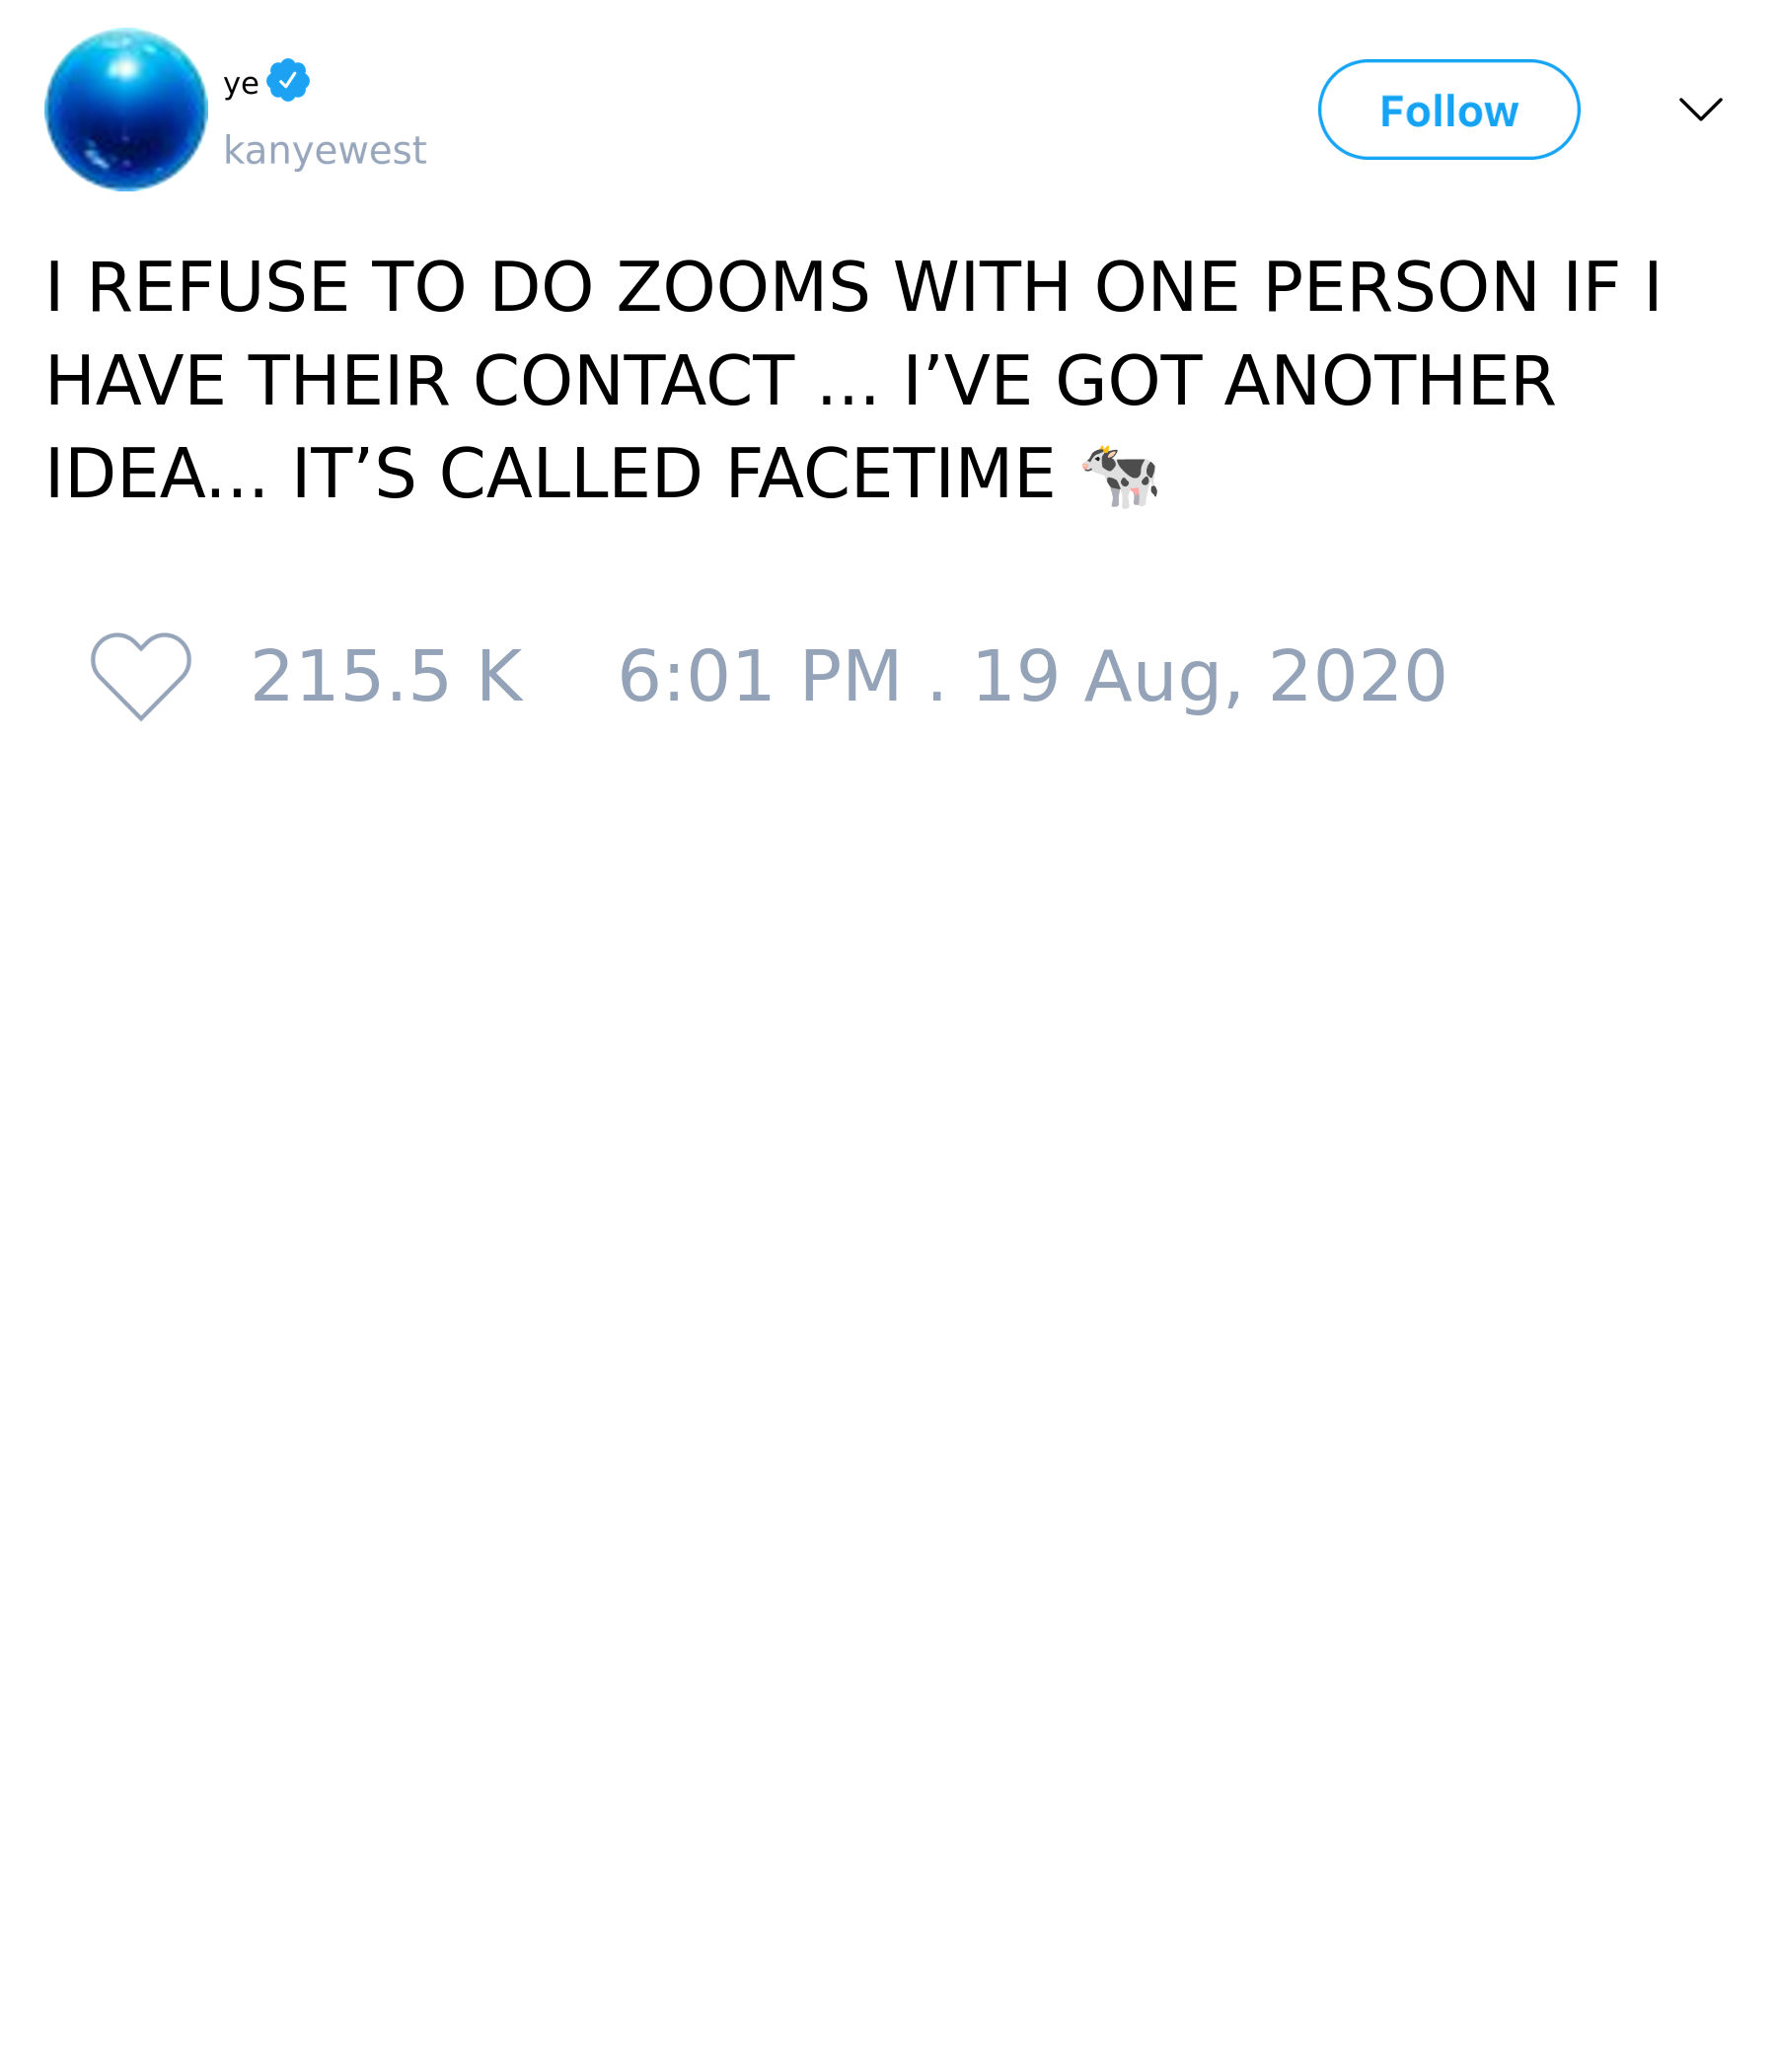 ye
kanyewest
Follow
I REFUSE TO DO ZOOMS WITH ONE PERSON IF I
HAVE THEIR CONTACT ... I’VE GOT ANOTHER
IDEA... IT’S CALLED FACETIME 🐄
215.5 K 6:01 PM . 19 Aug, 2020